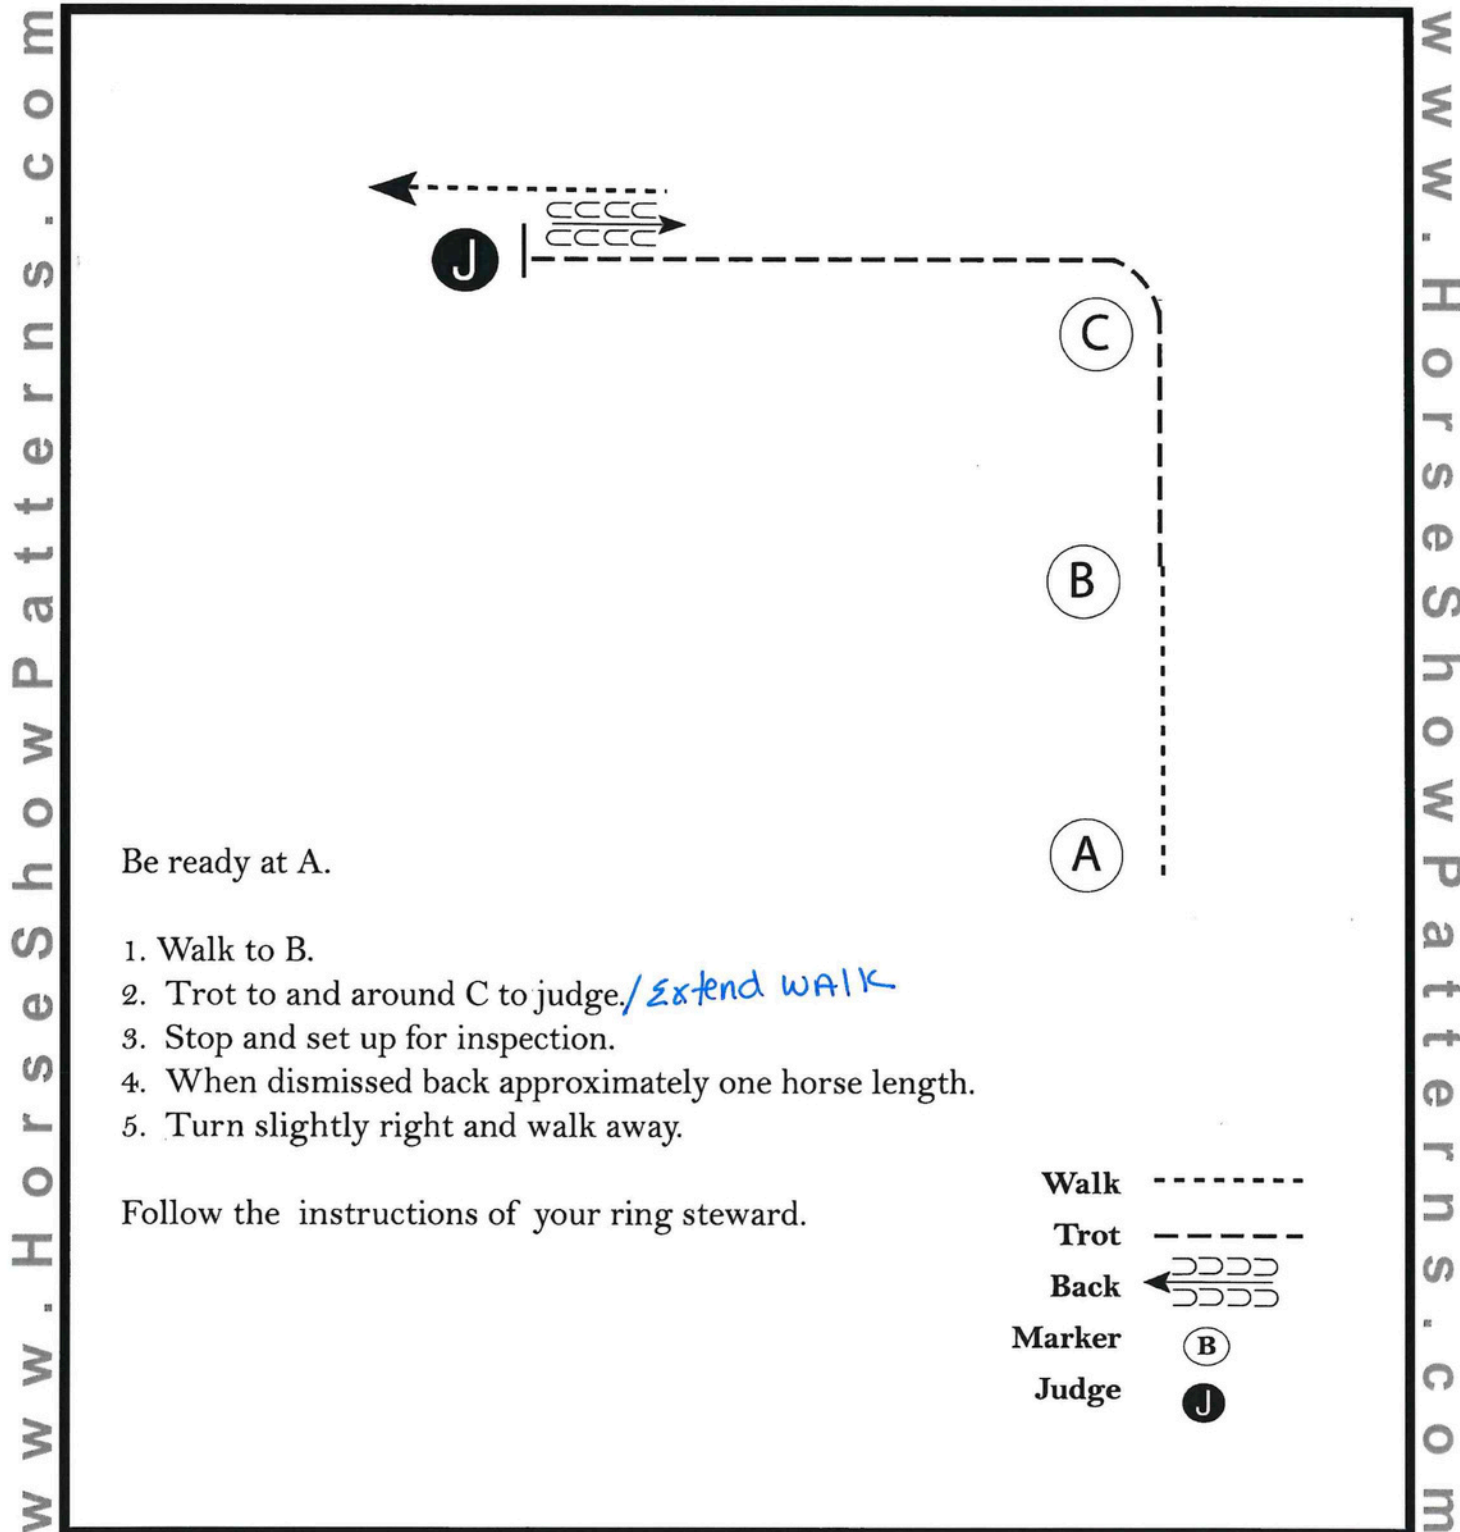 www.HorseShowPatterns.com
www.HorseShowPatterns.com
J
C
B
A
Be ready at A.
1. Walk to B.
2. Trot to and around C to judge./Extend WAlK
3. Stop and set up for inspection.
4. When dismissed back approximately one horse length.
5. Turn slightly right and walk away.
Follow the instructions of your ring steward.
Walk
Trot
Back
Marker B
Judge J